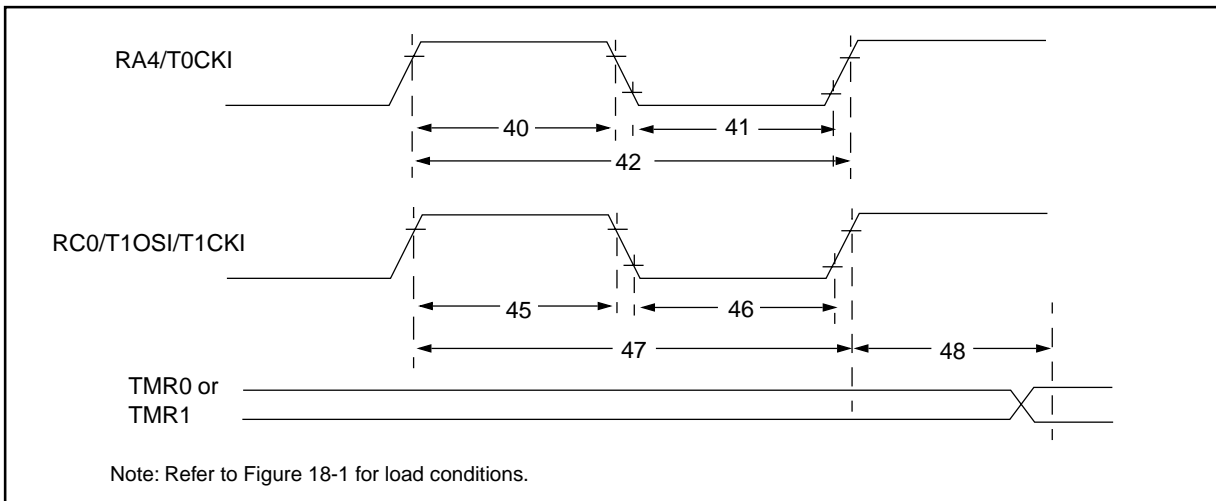 RA4/T0CKI
40
41
42
RC0/T1OSI/T1CKI
45
46
47
48
TMR0 or
TMR1
Note: Refer to Figure 18-1 for load conditions.